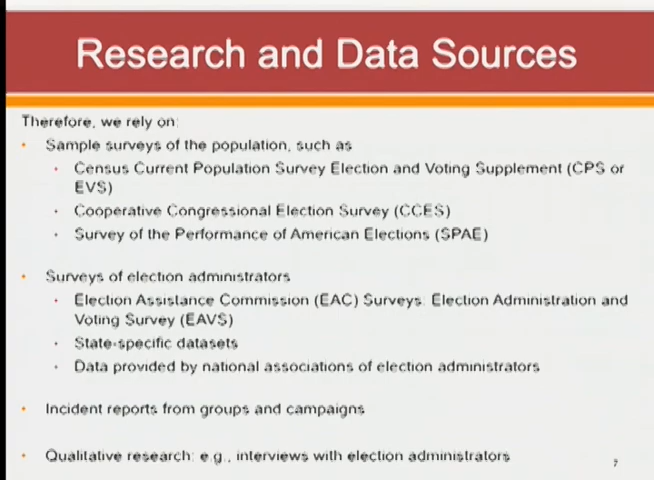 Research and Data Sources
Therefore, we rely on:
• Sample surveys of the population, such as
• Census Current Population Survey Election and Voting Supplement (CPS or
EVS)
• Cooperative Congressional Election Survey (CCES)
• Survey of the Performance of American Elections (SPAE)
• Surveys of election administrators
• Election Assistance Commission (EAC) Surveys: Election Administration and
Voting Survey (EAVS)
• State-specific datasets
• Data provided by national associations of election administrators
• Incident reports from groups and campaigns
• Qualitative research: e.g., interviews with election administrators
7